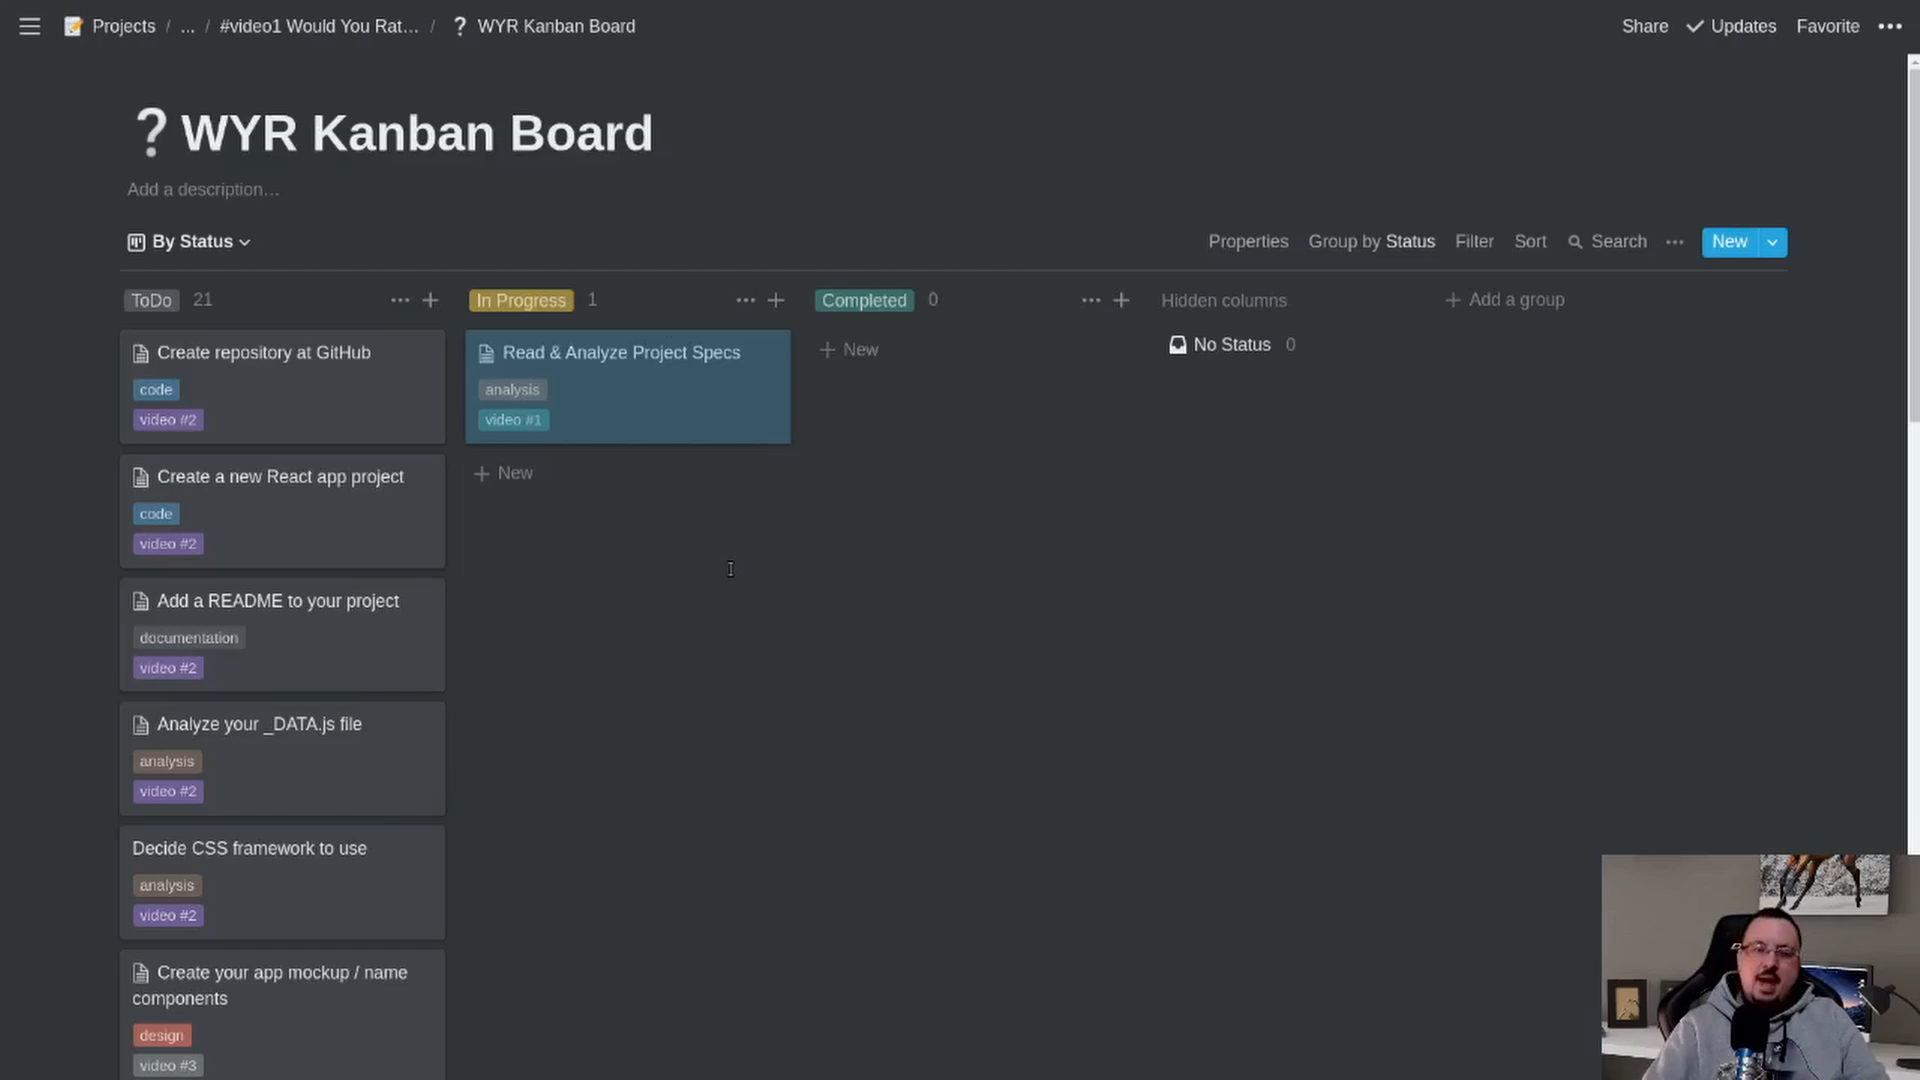 Projects / ... / #video1 Would You Rat... / ? WYR Kanban Board
Share Updates Favorite
?WYR Kanban Board
Add a description…
By Status
Properties Group by Status Filter Sort Search New
ToDo 21
Create repository at GitHub
code
video #2
Create a new React app project
code
video #2
Add a README to your project
documentation
video #2
Analyze your _DATA.js file
analysis
video #2
Decide CSS framework to use
analysis
video #2
Create your app mockup / name
components
design
video #3
In Progress 1
Read & Analyze Project Specs
analysis
video #1
+ New
Completed 0
+ New
Hidden columns
No Status 0
+ Add a group